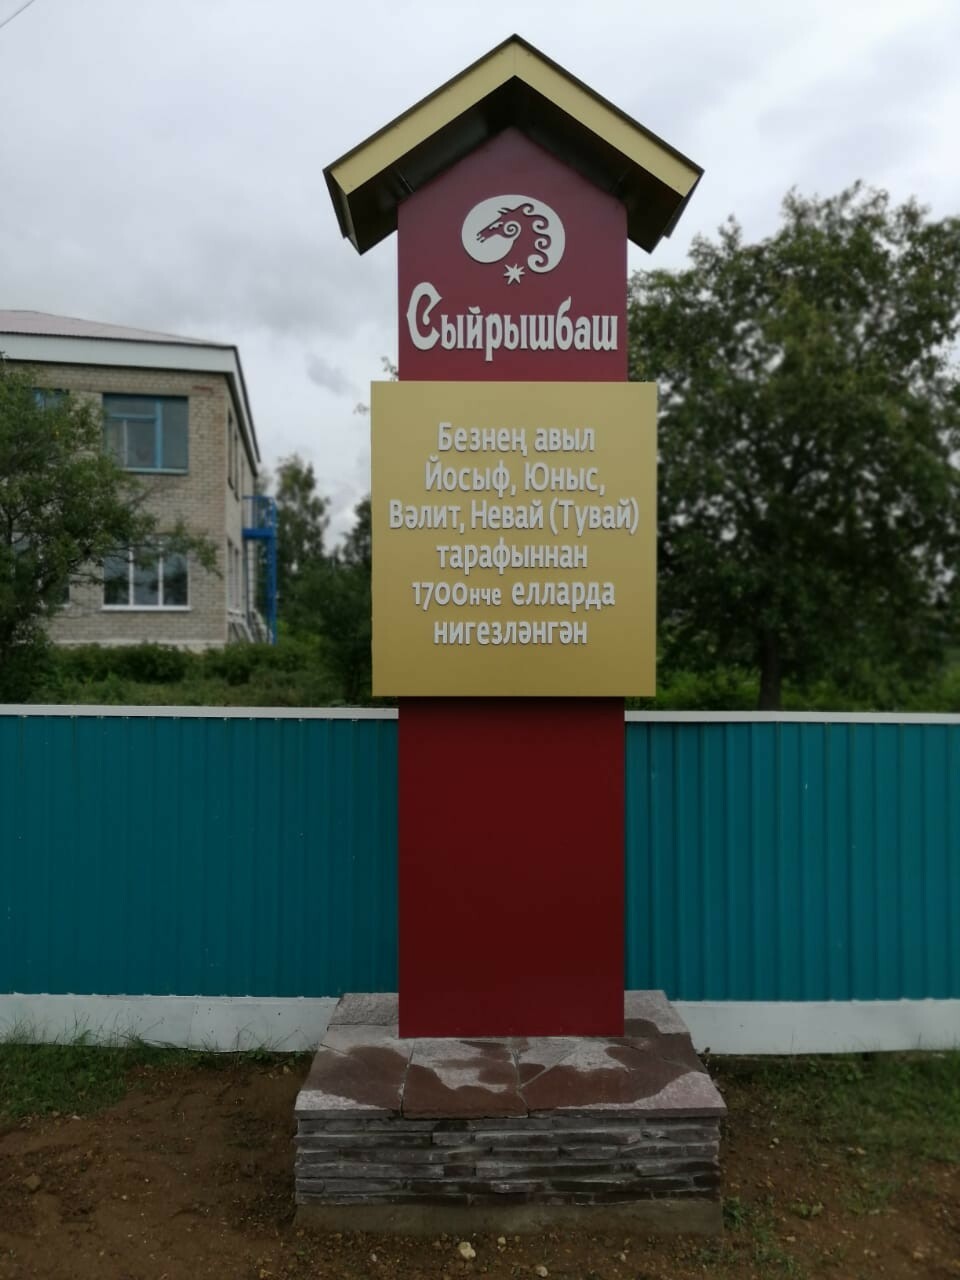 Сыйрышбаш
Безнең авыл
Йосыф, Юныс,
Вәлит, Невай (Тувай)
тарафыннан
1700нче елларда
нигезләнгән